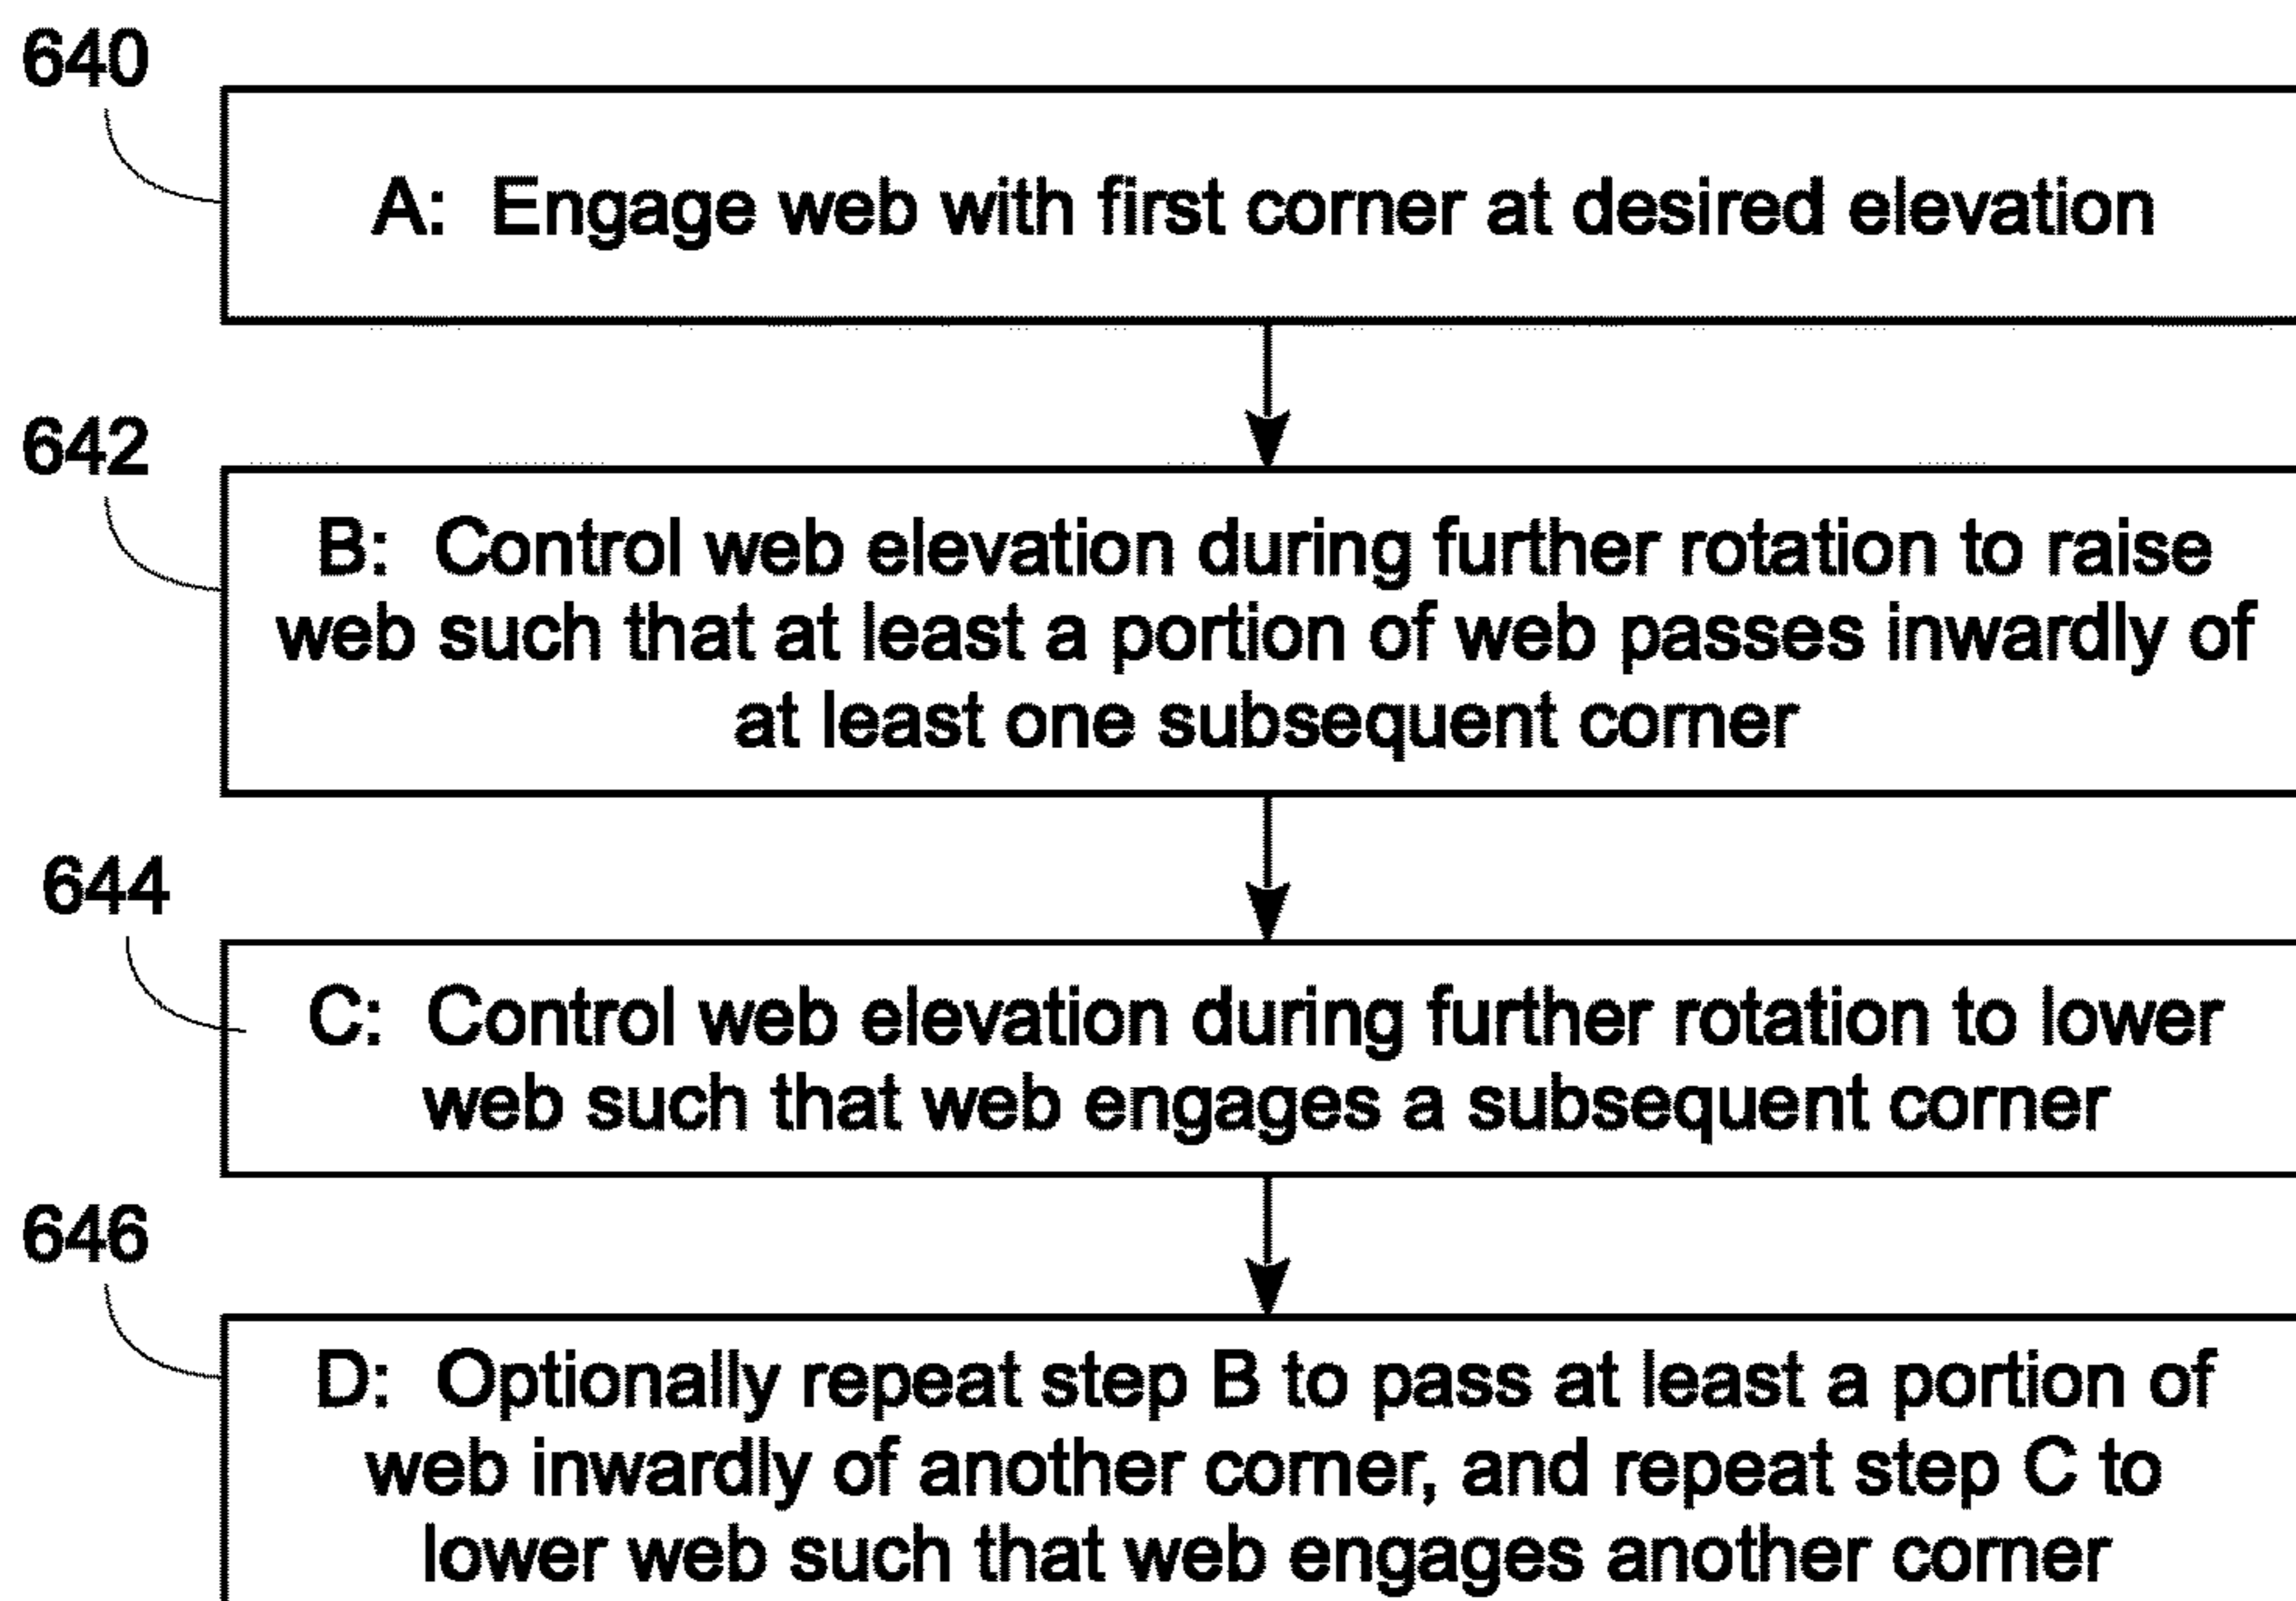 640
A: Engage web with first corner at desired elevation
642
B: Control web elevation during further rotation to raise
web such that at least a portion of web passes inwardly of
at least one subsequent corner
644
C: Control web elevation during further rotation to lower
web such that web engages a subsequent corner
646
D: Optionally repeat step B to pass at least a portion of
web inwardly of another corner, and repeat step C to
lower web such that web engages another corner